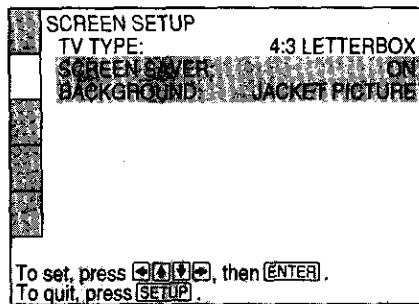 SCREEN SETUP
TV TYPE: 4:3 LETTERBOX
SCREEN SAVER: ON
BACKGROUND: JACKET PICTURE
To set, press ←↑↓→, then ENTER.
To quit, press SETUP.